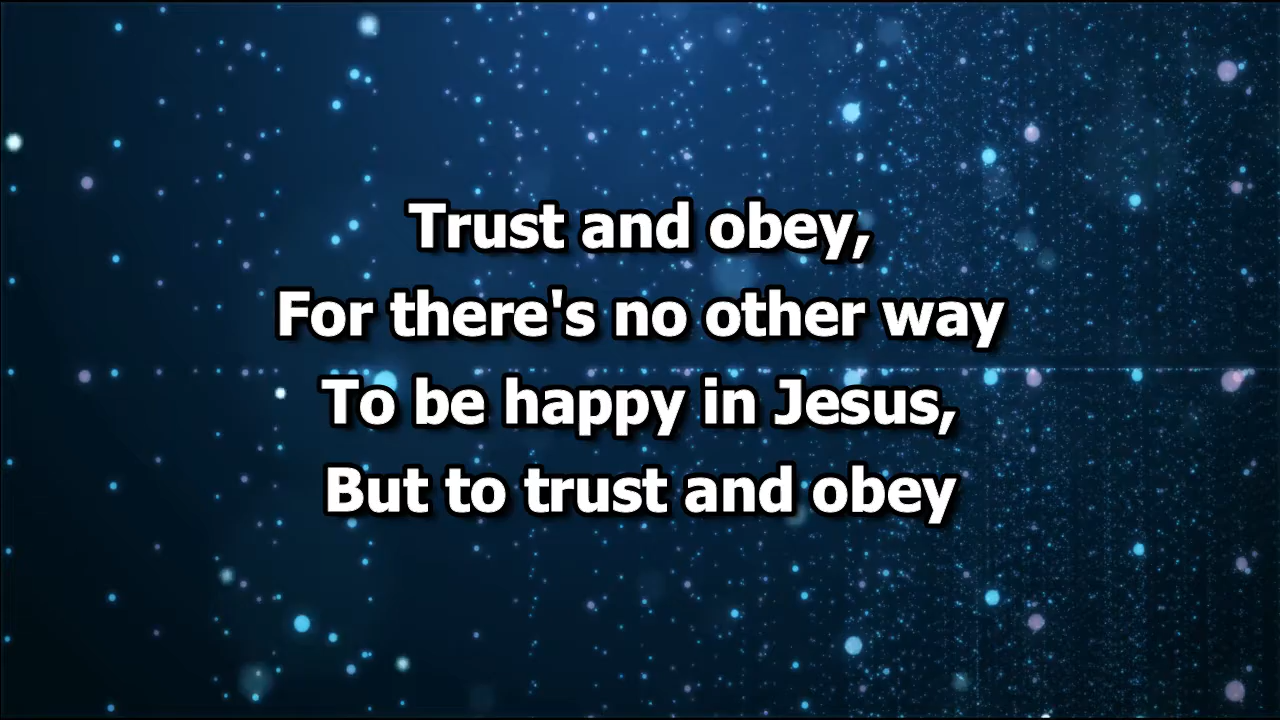 Trust and obey,
For there's no other way
To be happy in Jesus,
But to trust and obey